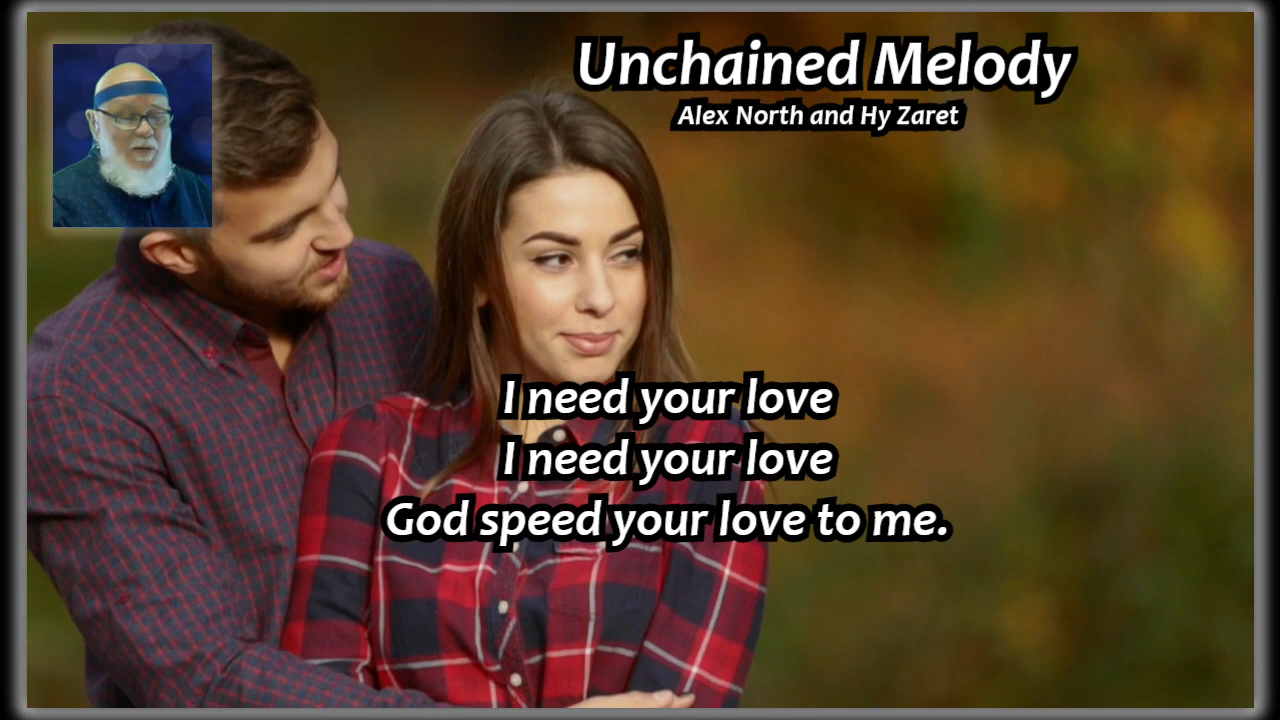 Unchained Melody
Alex North and Hy Zaret
I need your love
I need your love
God speed your love to me.